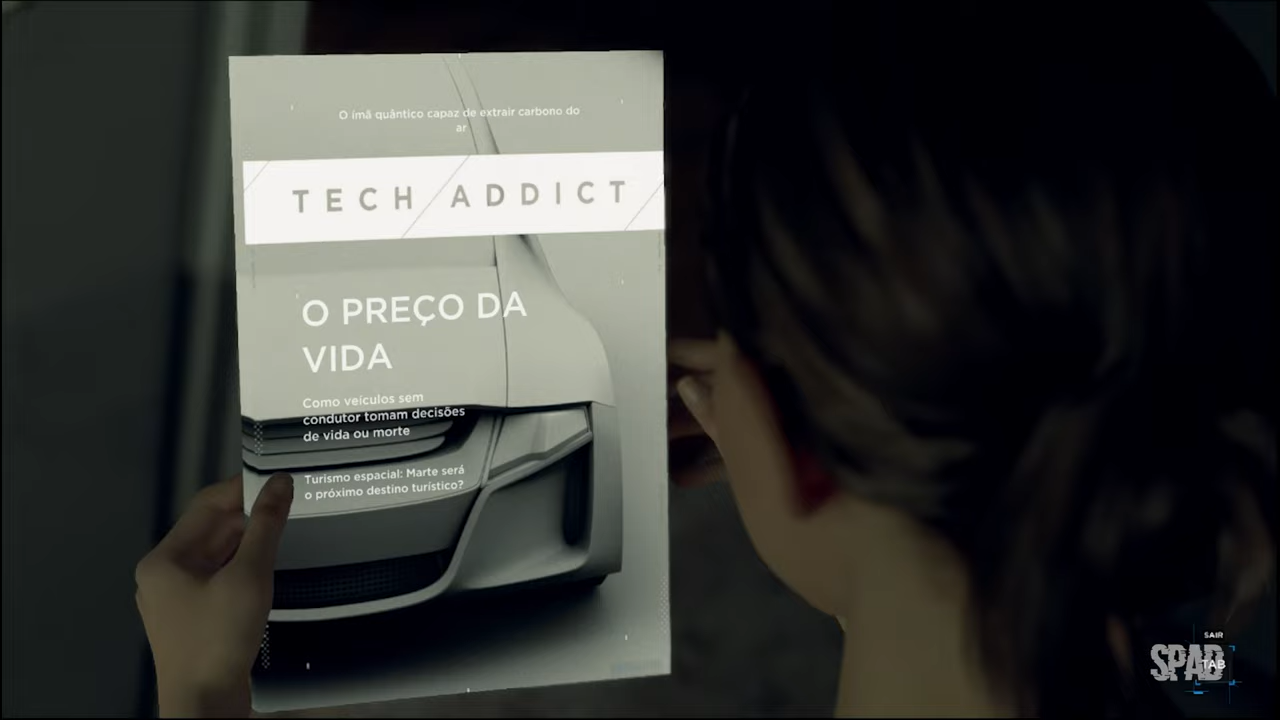 O ímã quântico capaz de extrair carbono do
ar
TECH ADDICT
O PREÇO DA
VIDA
Como veículos sem
condutor tomam decisões
de vida ou morte
Turismo espacial: Marte será
o próximo destino turístico?
SAIR
SPAD
TAB